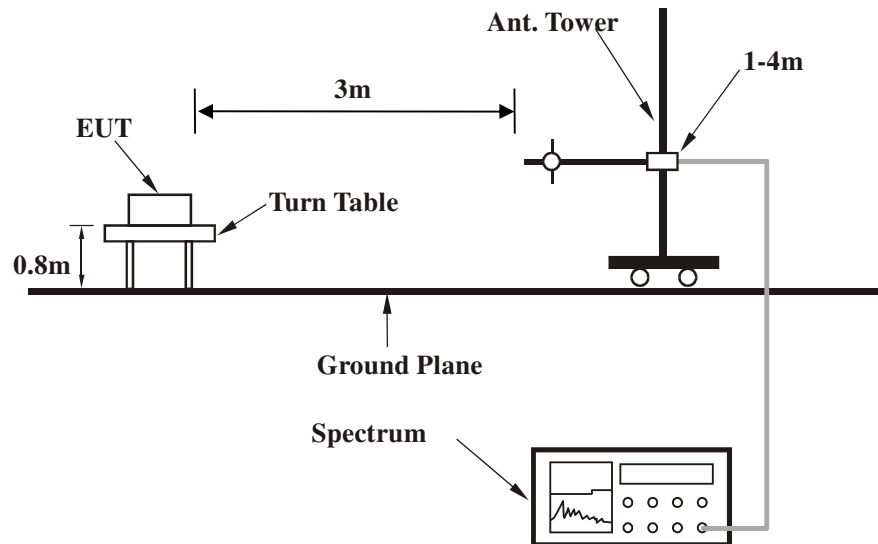 Ant. Tower
1-4m
3m
EUT
Turn Table
0.8m
Ground Plane
Spectrum